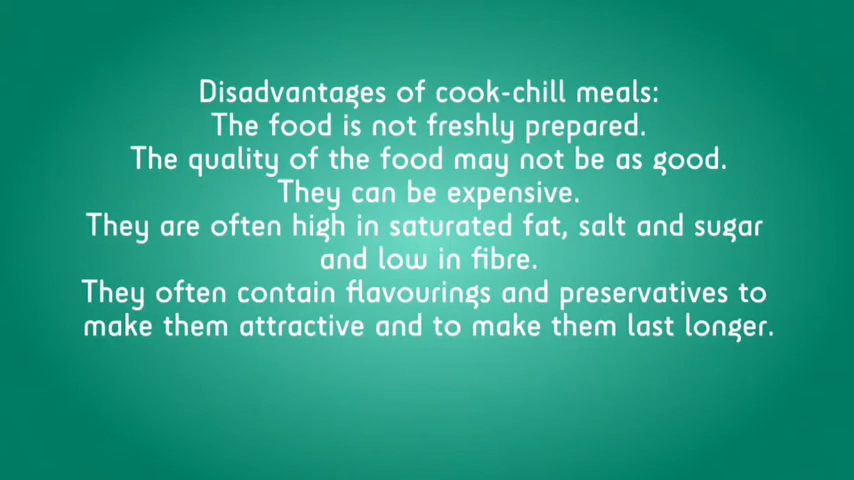 Disadvantages of cook-chill meals:
The food is not freshly prepared.
The quality of the food may not be as good.
They can be expensive.
They are often high in saturated fat, salt and sugar
and low in fibre.
They often contain flavourings and preservatives to
make them attractive and to make them last longer.